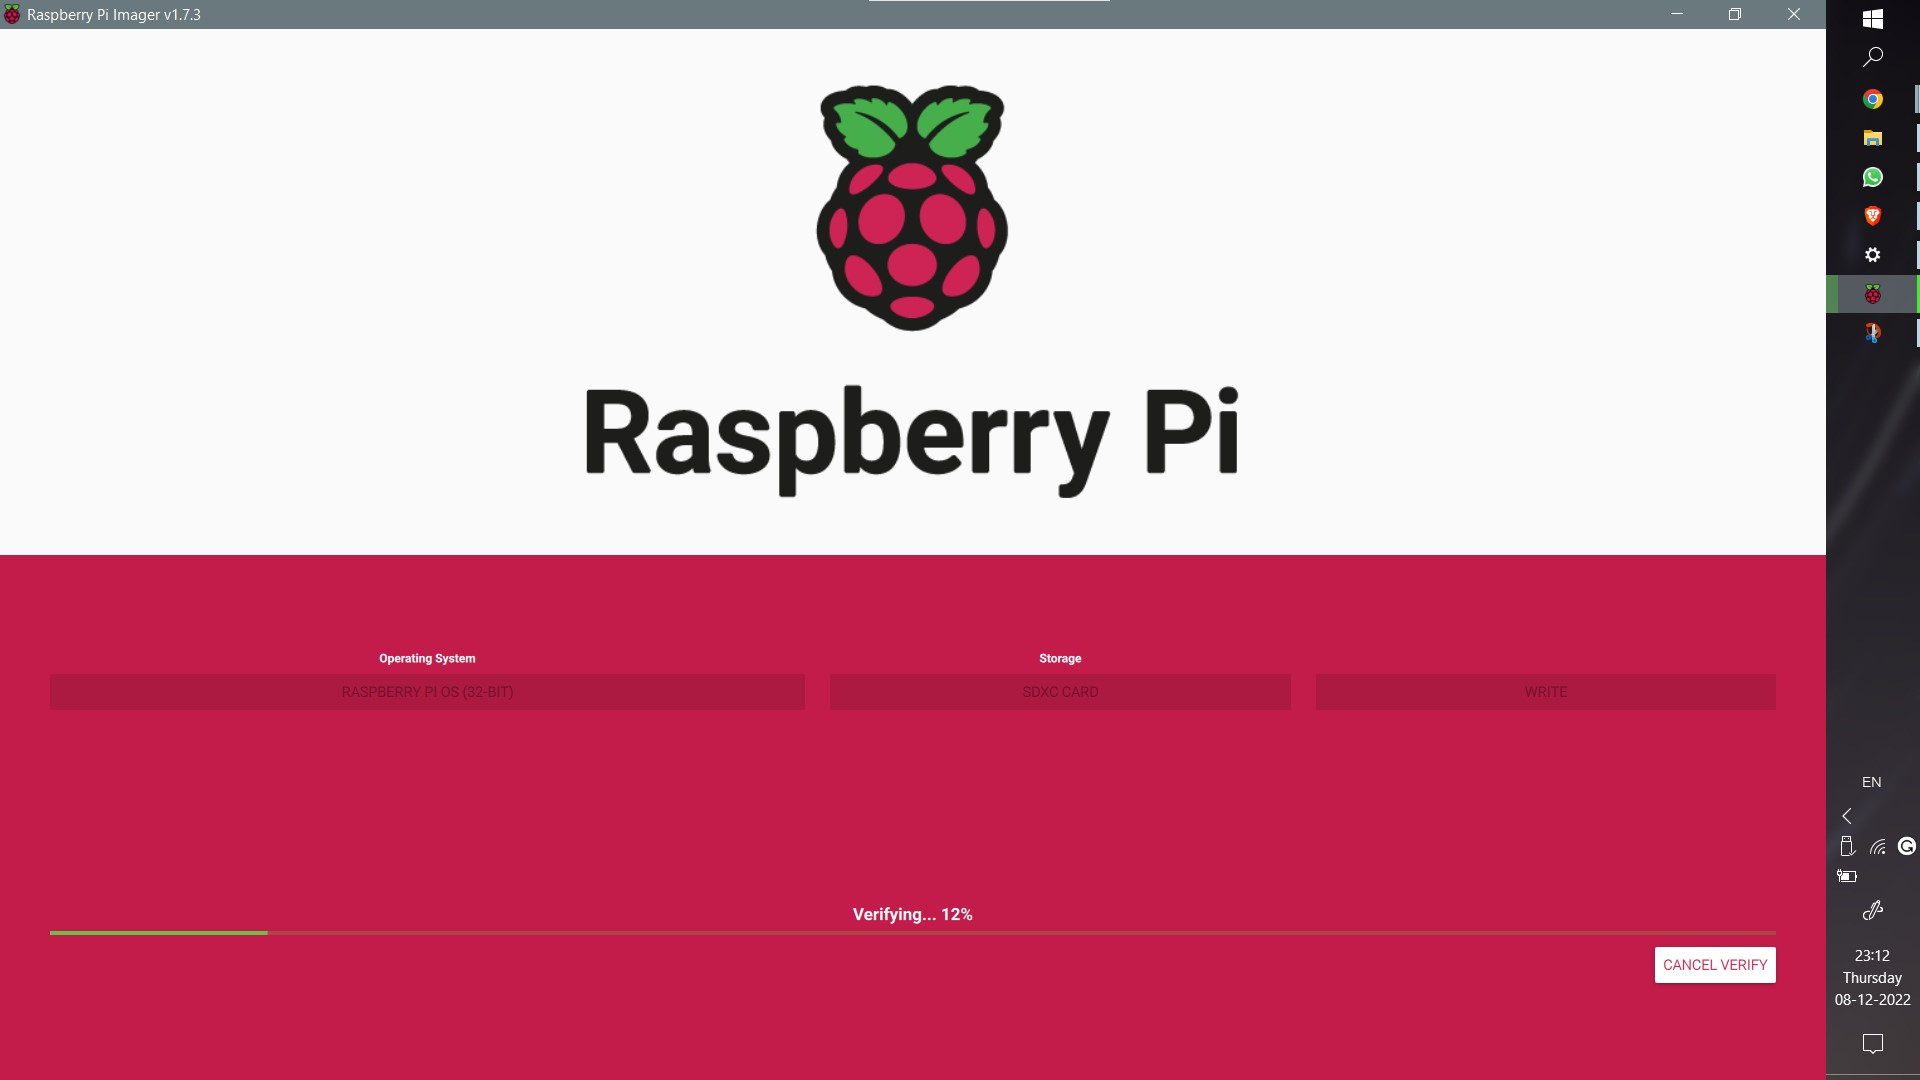 Raspberry Pi Imager v1.7.3
Raspberry Pi
Operating System
Storage
RASPBERRY PI OS (32-BIT)
SDXC CARD
WRITE
Verifying... 12%
CANCEL VERIFY
EN
23:12
Thursday
08-12-2022